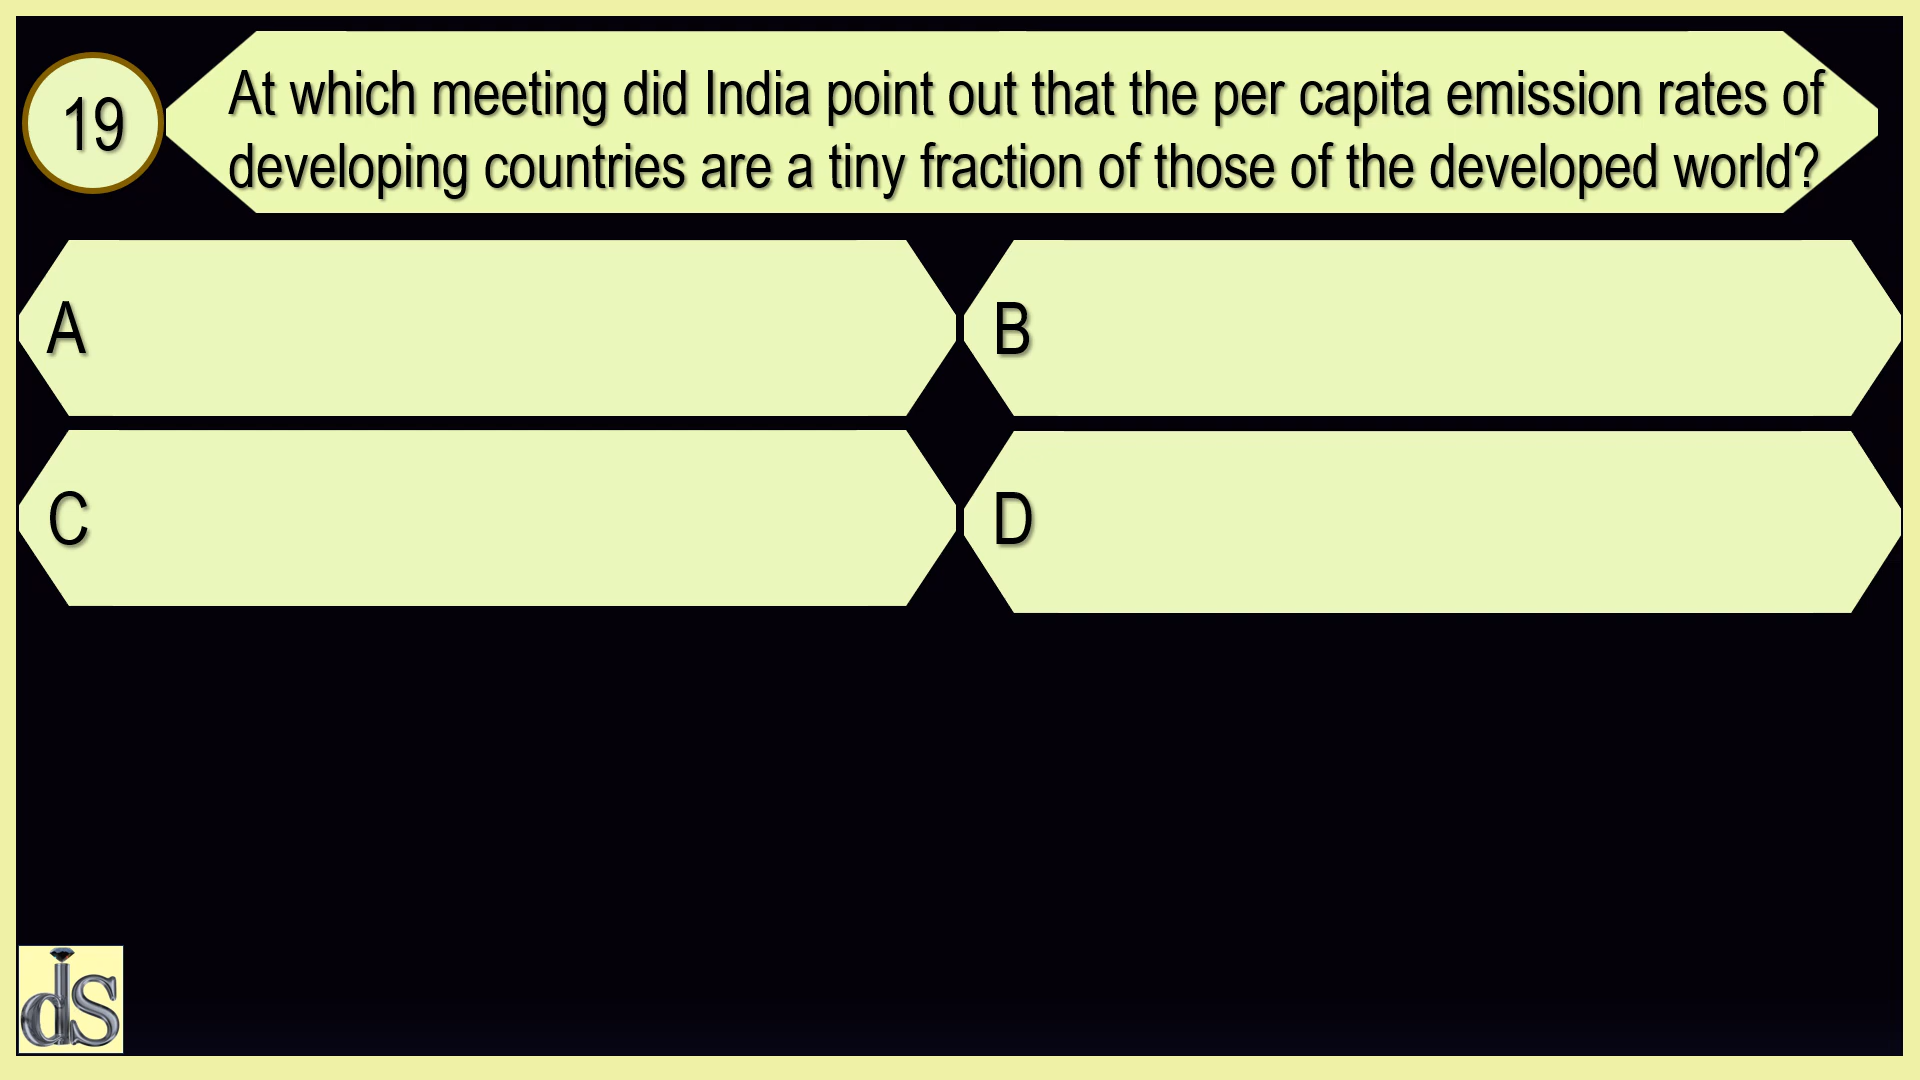 19
At which meeting did India point out that the per capita emission rates of
developing countries are a tiny fraction of those of the developed world?
A
B
C
D
ds